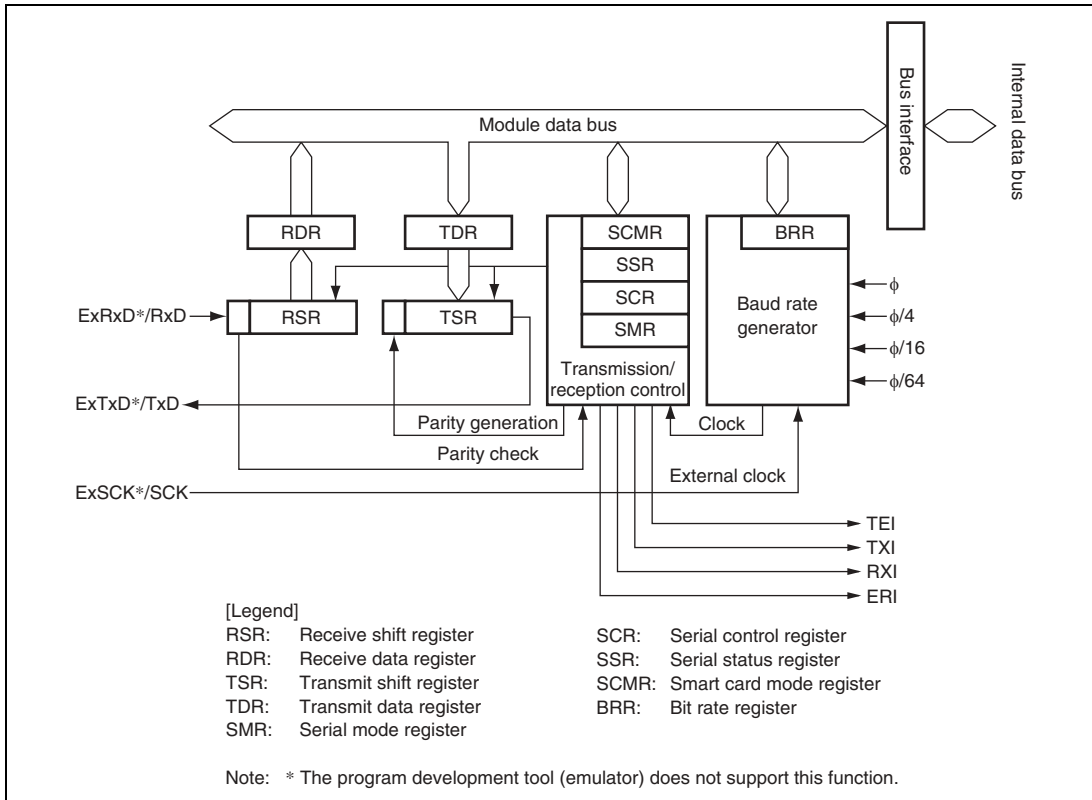 Module data bus
Bus interface
Internal data bus
RDR
TDR
SCMR
BRR
SSR
SCR
SMR
ExRxD*/RxD
RSR
TSR
Baud rate
generator
ϕ
ϕ/4
ϕ/16
ϕ/64
Transmission/
reception control
ExTxD*/TxD
Parity generation
Clock
Parity check
External clock
ExSCK*/SCK
TEI
TXI
RXI
ERI
[Legend]
RSR: Receive shift register
RDR: Receive data register
TSR: Transmit shift register
TDR: Transmit data register
SMR: Serial mode register
SCR: Serial control register
SSR: Serial status register
SCMR: Smart card mode register
BRR: Bit rate register
Note: * The program development tool (emulator) does not support this function.